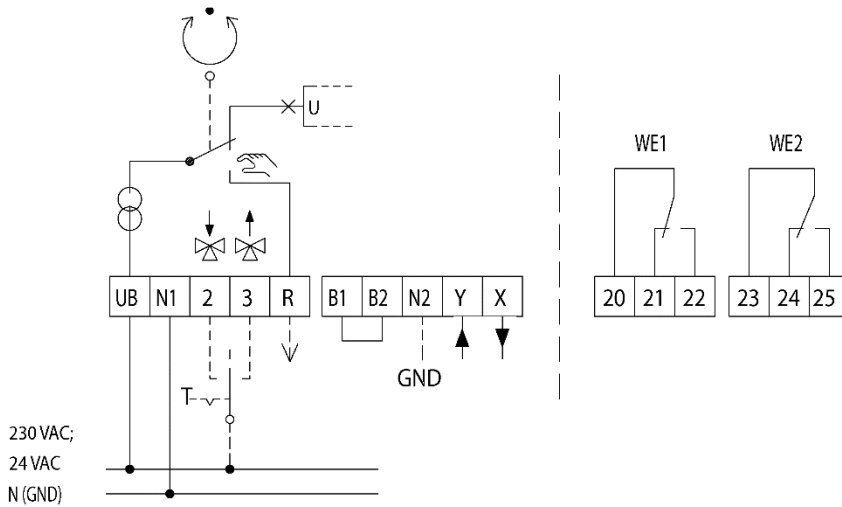 U
WE1 WE2
UB N1 2 3 R B1 B2 N2 Y X 20 21 22 23 24 25
GND
T
230 VAC;
24 VAC
N (GND)